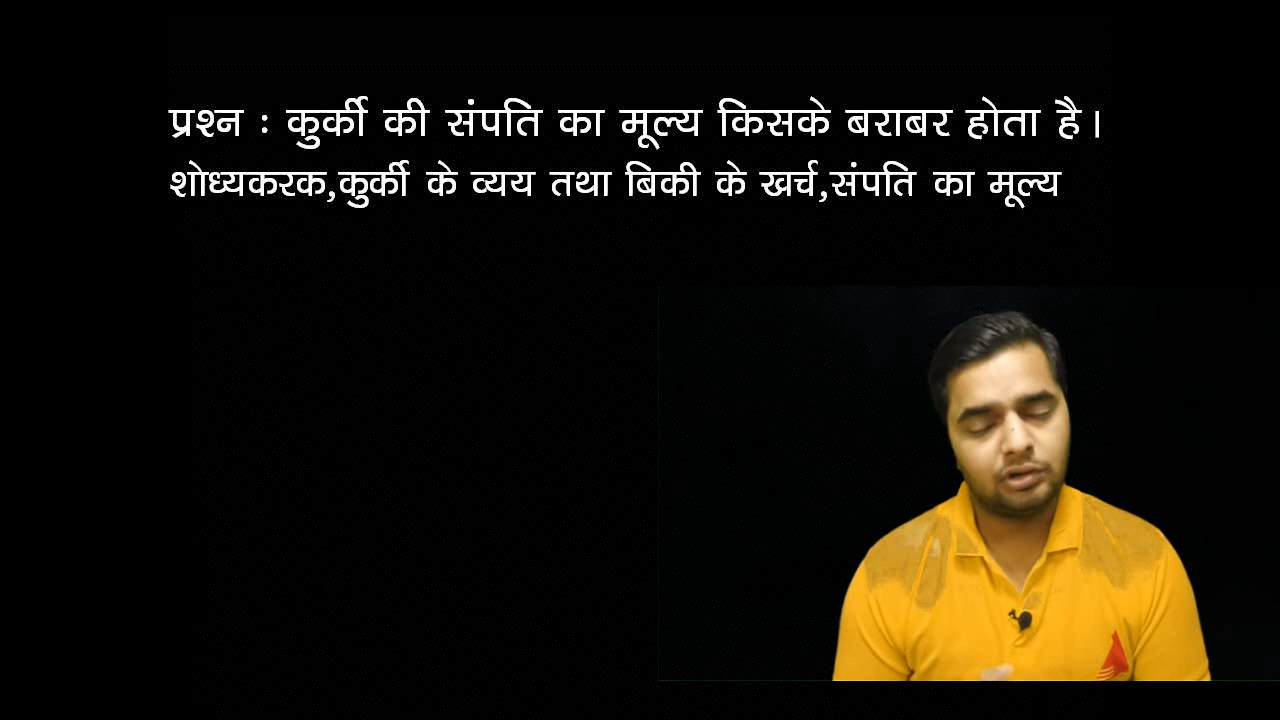 प्रश्न : कुर्की की संपति का मूल्य किसके बराबर होता है।
शोध्यकरक,कुर्की के व्यय तथा बिकी के खर्च,संपति का मूल्य